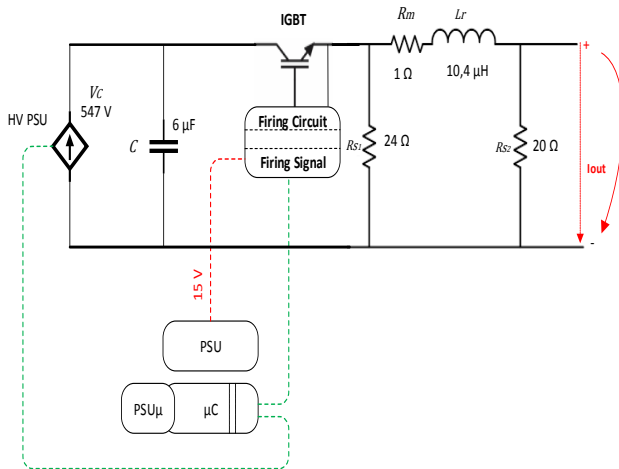 IGBT
Rm
Lr
1 Ω
10,4 µH
+
Vc
547 V
HV PSU
C
6 µF
Firing Circuit
Firing Signal
Rs1
24 Ω
Rs2
20 Ω
Iout
-
15 V
PSU
PSUµ
µC